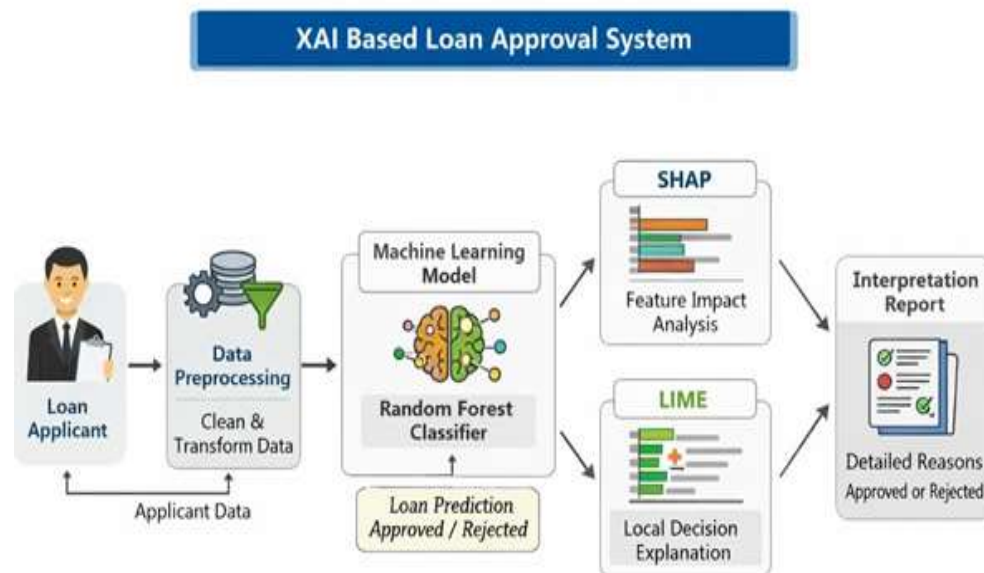 XAI Based Loan Approval System
Loan
Applicant
Data
Preprocessing
Clean &
Transform Data
Applicant Data
Machine Learning
Model
Random Forest
Classifier
Loan Prediction
Approved / Rejected
SHAP
Feature Impact
Analysis
LIME
Local Decision
Explanation
Interpretation
Report
Detailed Reasons
Approved or Rejected